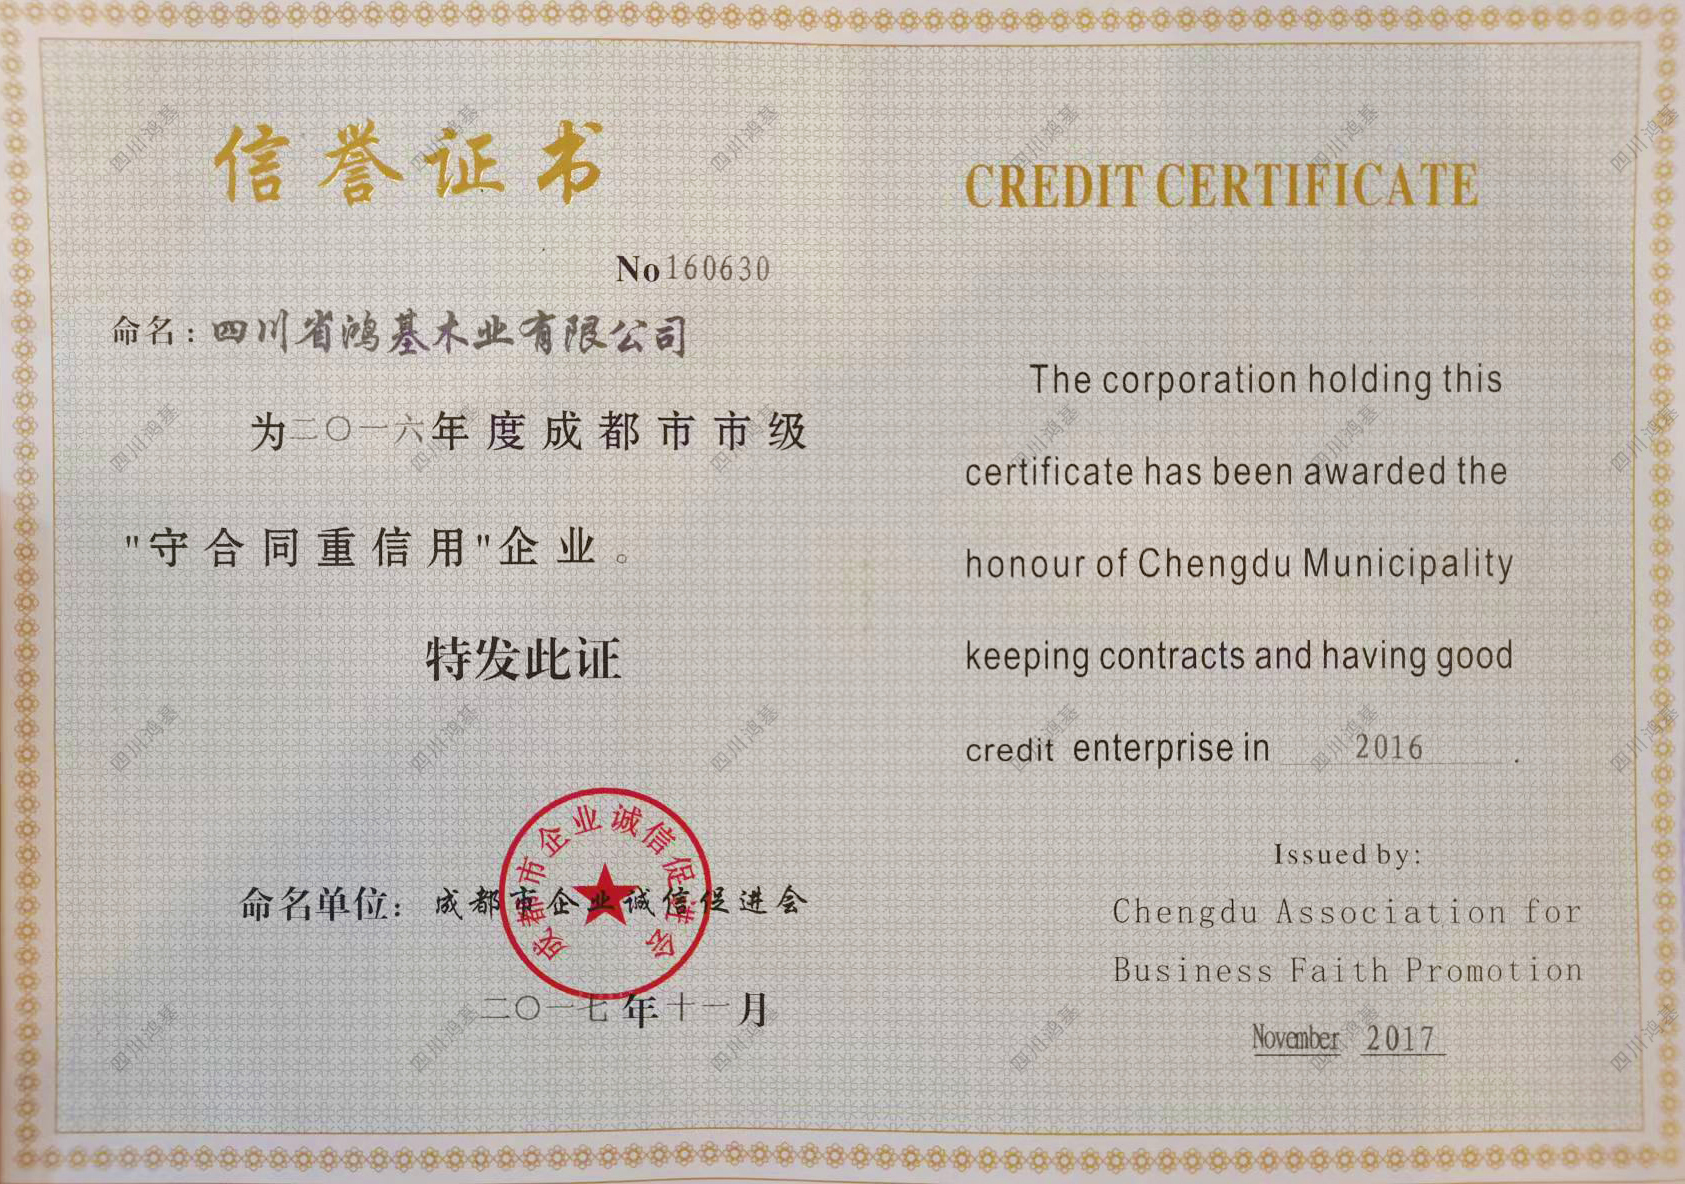 信誉证书
No160630
命名：四川省鸿基木业有限公司
为二〇一六年度成都市市级
"守合同重信用"企业。
特发此证
命名单位：成都市企业诚信促进会
成都市企业诚信促进会
二〇一七年十一月
CREDIT CERTIFICATE
The corporation holding this
certificate has been awarded the
honour of Chengdu Municipality
keeping contracts and having good
credit enterprise in 2016 .
Issued by:
Chengdu Association for
Business Faith Promotion
November 2017
四川鸿基